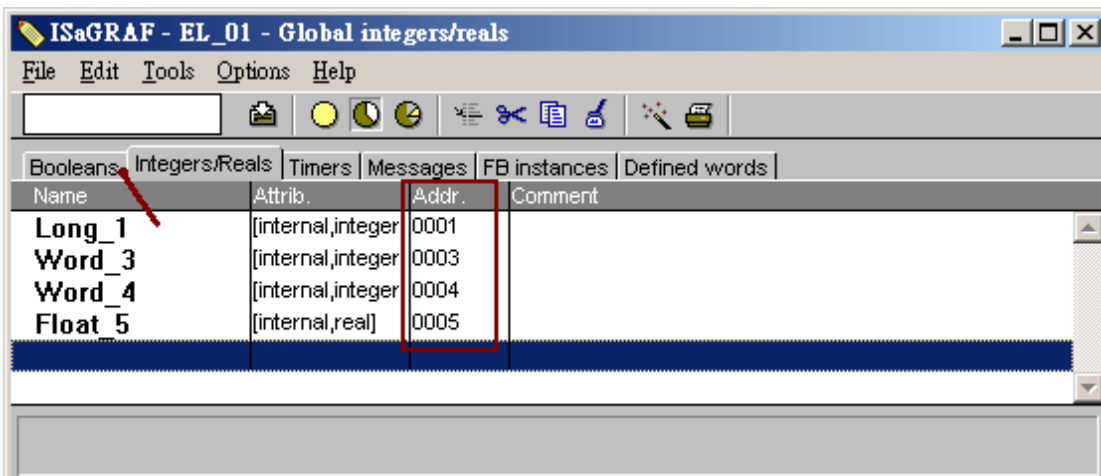 ISaGRAF - EL_01 - Global integers/reals
File Edit Tools Options Help
Booleans Integers/Reals Timers Messages FB instances Defined words
Name Attrib. Addr. Comment
Long_1 [internal,integer 0001
Word_3 [internal,integer 0003
Word_4 [internal,integer 0004
Float_5 [internal,real] 0005